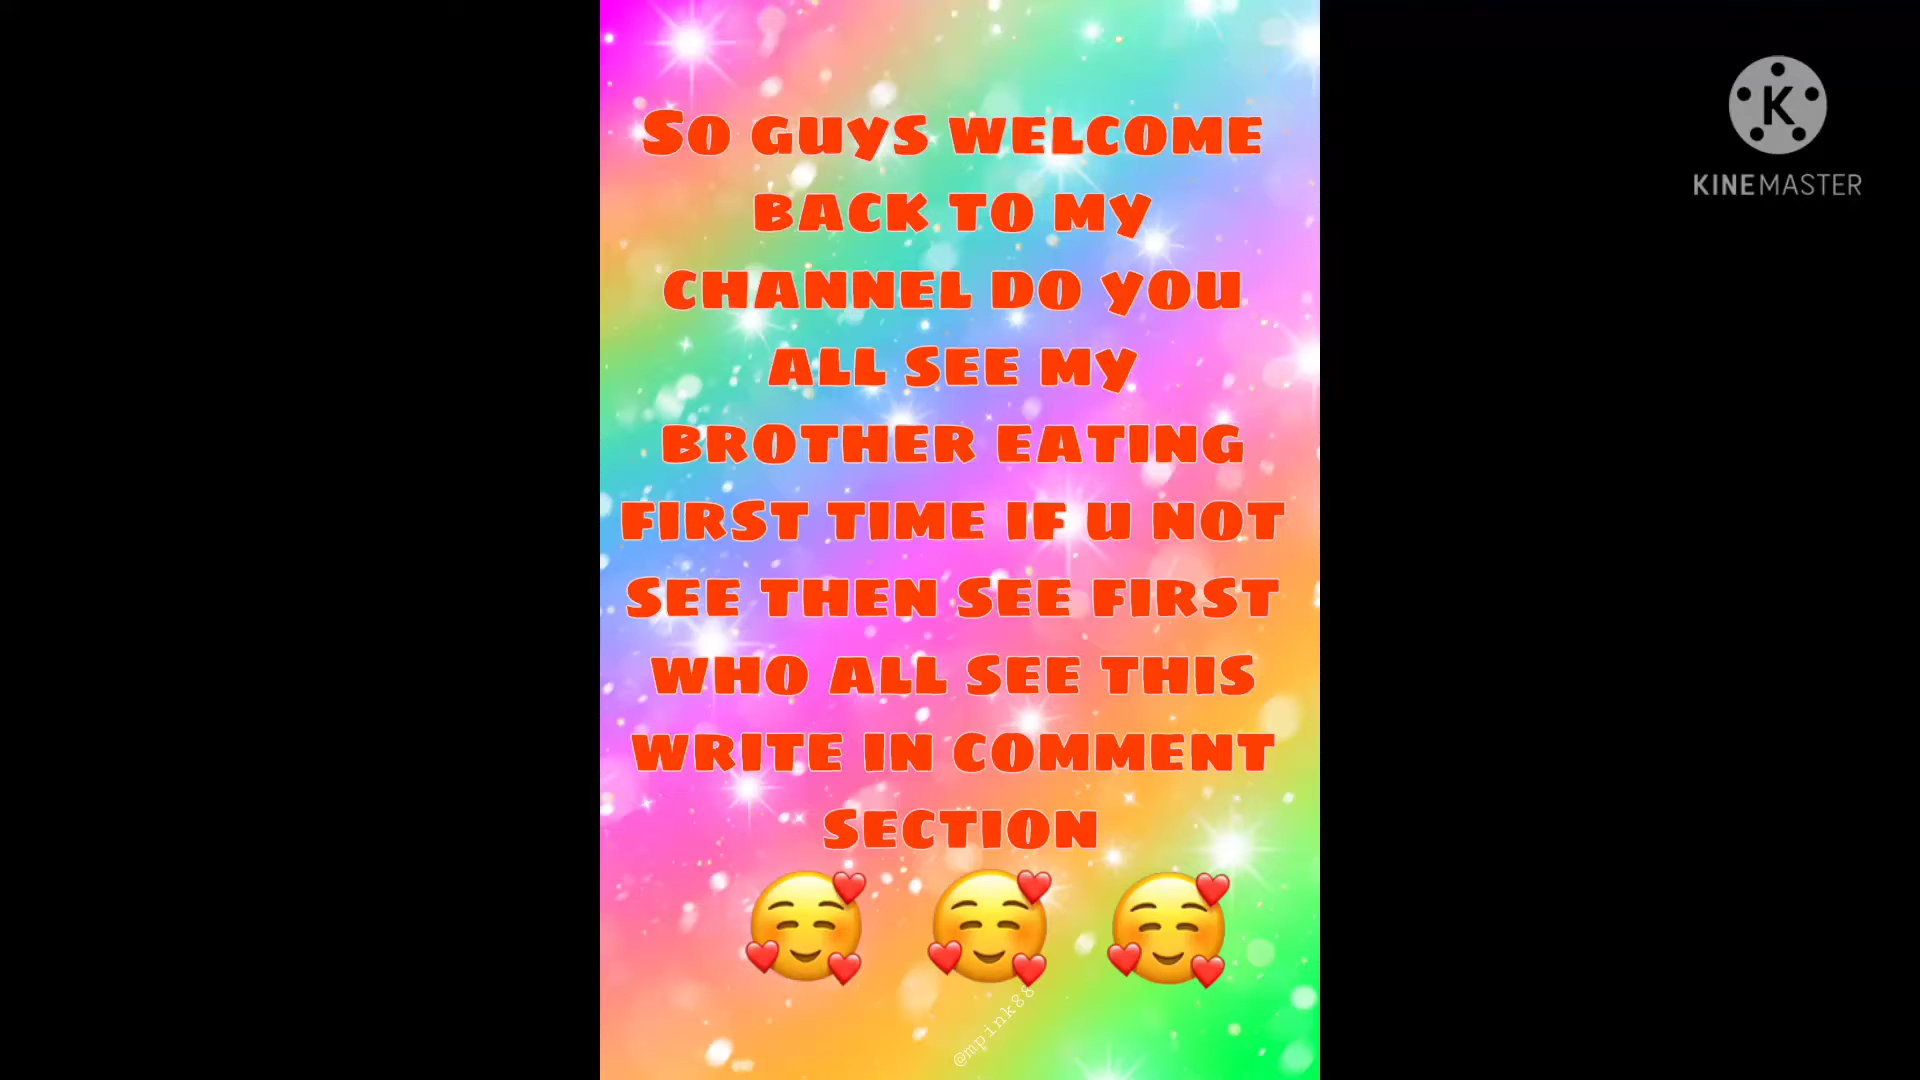 So guys welcome
back to my
channel do you
all see my
brother eating
first time if u not
see then see first
who all see this
write in comment
section
@mpink88
K
KINEMASTER